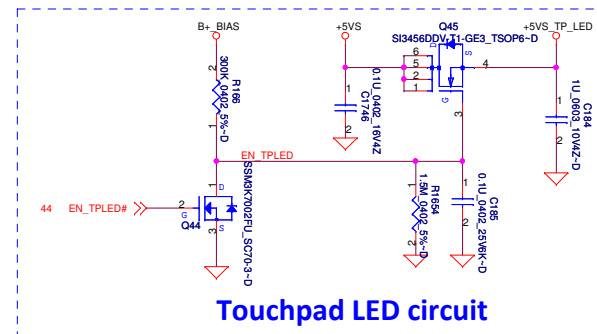 B+_BIAS
+5VS
Q45
SI3456DDV-T1-GE3_TSOP6~D
+5VS_TP_LED
2
300K_0402_5%~D
R166
1
0.1U_0402_16V4Z
C1746
1
2
6
5
2
1
D
S
4
G
3
1U_0603_10V4Z~D
C184
1
2
EN_TPLED
SSM3K7002FU_SC70-3~D
1
D
44 EN_TPLED#
2
G
S
3
Q44
1
1.5M_0402_5%~D
R1654
2
1
0.1U_0402_25V6K~D
C185
2
Touchpad LED circuit